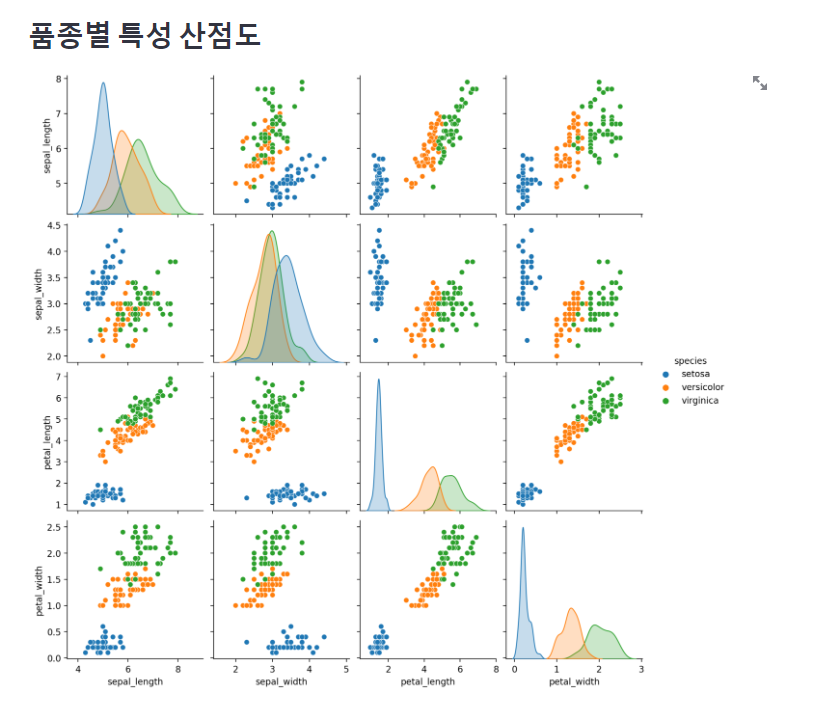 품종별 특성 산점도
8
7
6
5
sepal_length
4.5
4.0
3.5
3.0
2.5
2.0
sepal_width
species
setosa
versicolor
virginica
7
6
5
4
3
2
1
petal_length
2.5
2.0
1.5
1.0
0.5
0.0
petal_width
4 6 8 2 3 4 5 2 4 6 8 0 1 2 3
sepal_length sepal_width petal_length petal_width